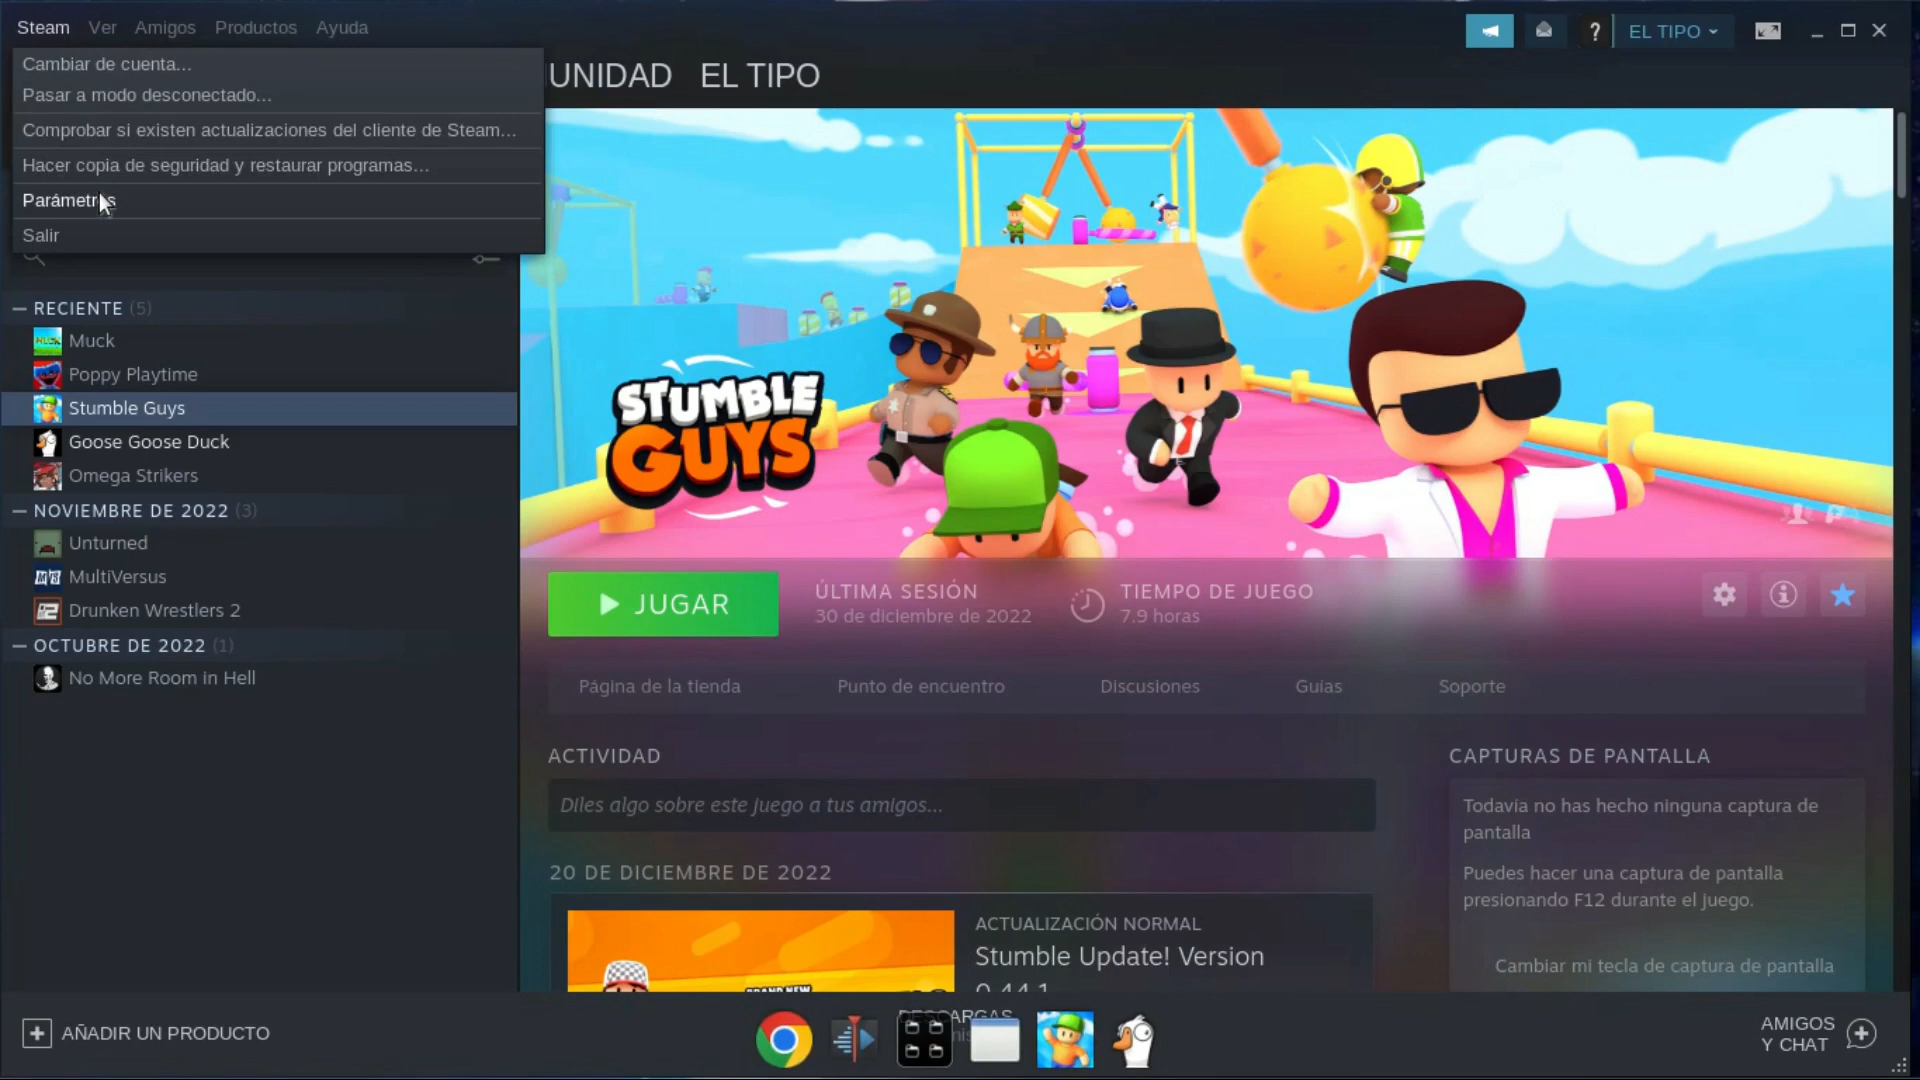 Steam Ver Amigos Productos Ayuda
? EL TIPO
Cambiar de cuenta...
Pasar a modo desconectado...
Comprobar si existen actualizaciones del cliente de Steam...
Hacer copia de seguridad y restaurar programas...
Parámetros
Salir
UNIDAD EL TIPO
RECIENTE (5)
Muck
Poppy Playtime
Stumble Guys
Goose Goose Duck
Omega Strikers
NOVIEMBRE DE 2022 (3)
Unturned
MultiVersus
Drunken Wrestlers 2
OCTUBRE DE 2022 (1)
No More Room in Hell
STUMBLE
GUYS
JUGAR
ÚLTIMA SESIÓN
30 de diciembre de 2022
TIEMPO DE JUEGO
7.9 horas
Página de la tienda
Punto de encuentro
Discusiones
Guías
Soporte
ACTIVIDAD
Diles algo sobre este juego a tus amigos...
20 DE DICIEMBRE DE 2022
BRAND NEW
ACTUALIZACIÓN NORMAL
Stumble Update! Version
0.44.1
CAPTURAS DE PANTALLA
Todavía no has hecho ninguna captura de
pantalla
Puedes hacer una captura de pantalla
presionando F12 durante el juego.
Cambiar mi tecla de captura de pantalla
AÑADIR UN PRODUCTO
DESCARGAS
AMIGOS
Y CHAT